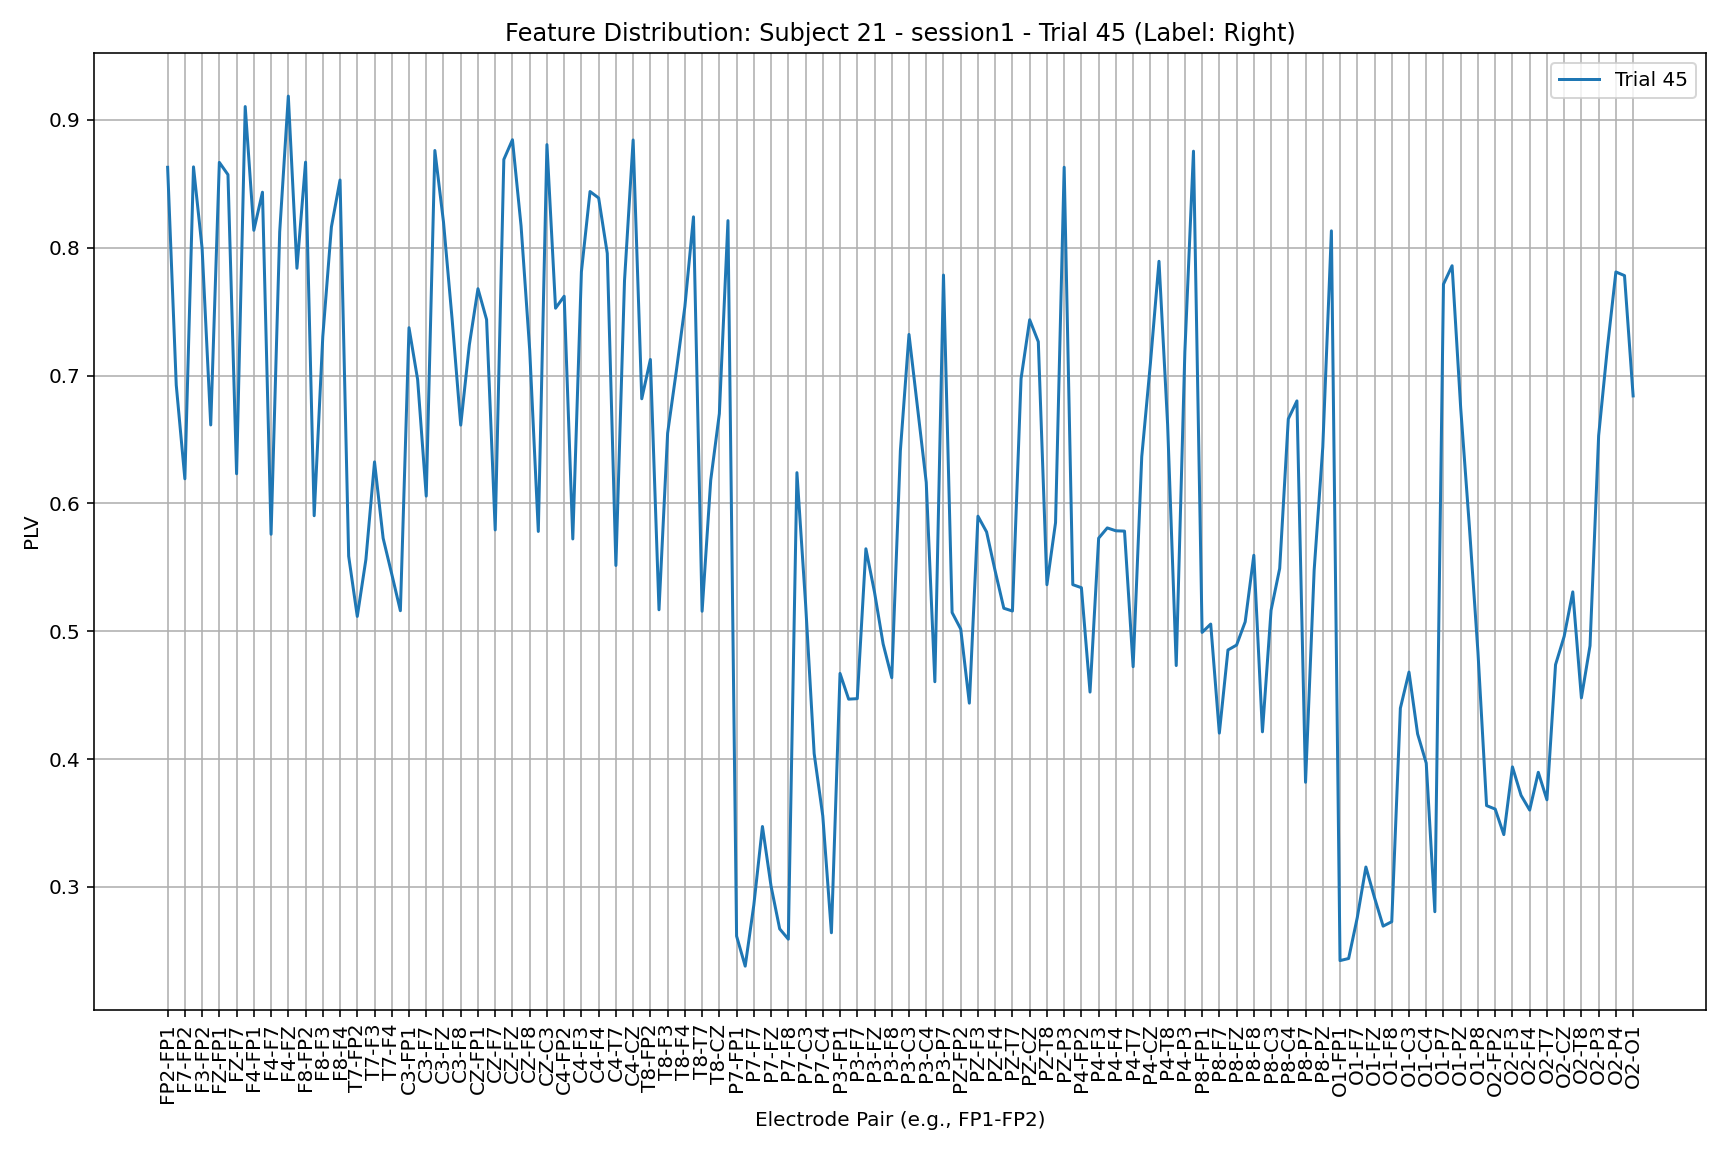 Feature Distribution: Subject 21 - session1 - Trial 45 (Label: Right)
Trial 45
0.9
0.8
0.7
0.6
0.5
0.4
0.3
PLV
FP2-FP1
F7-FP2
F3-FP2
FZ-FP1
FZ-F7
F4-FP1
F4-F7
F4-FZ
F8-FP2
F8-F3
F8-F4
T7-FP2
T7-F3
T7-F4
C3-FP1
C3-F7
C3-FZ
C3-F8
CZ-FP1
CZ-F7
CZ-FZ
CZ-F8
CZ-C3
C4-FP2
C4-F3
C4-F4
C4-T7
C4-CZ
T8-FP2
T8-F3
T8-F4
T8-T7
T8-CZ
P7-FP1
P7-F7
P7-FZ
P7-F8
P7-C3
P7-C4
P3-FP1
P3-F7
P3-FZ
P3-F8
P3-C3
P3-C4
P3-P7
PZ-FP2
PZ-F3
PZ-F4
PZ-T7
PZ-CZ
PZ-T8
PZ-P3
P4-FP2
P4-F3
P4-F4
P4-T7
P4-CZ
P4-T8
P4-P3
P8-FP1
P8-F7
P8-FZ
P8-F8
P8-C3
P8-C4
P8-P7
P8-PZ
O1-FP1
O1-F7
O1-FZ
O1-F8
O1-C3
O1-C4
O1-P7
O1-PZ
O1-P8
O2-FP2
O2-F3
O2-F4
O2-T7
O2-CZ
O2-T8
O2-P3
O2-P4
O2-O1
Electrode Pair (e.g., FP1-FP2)